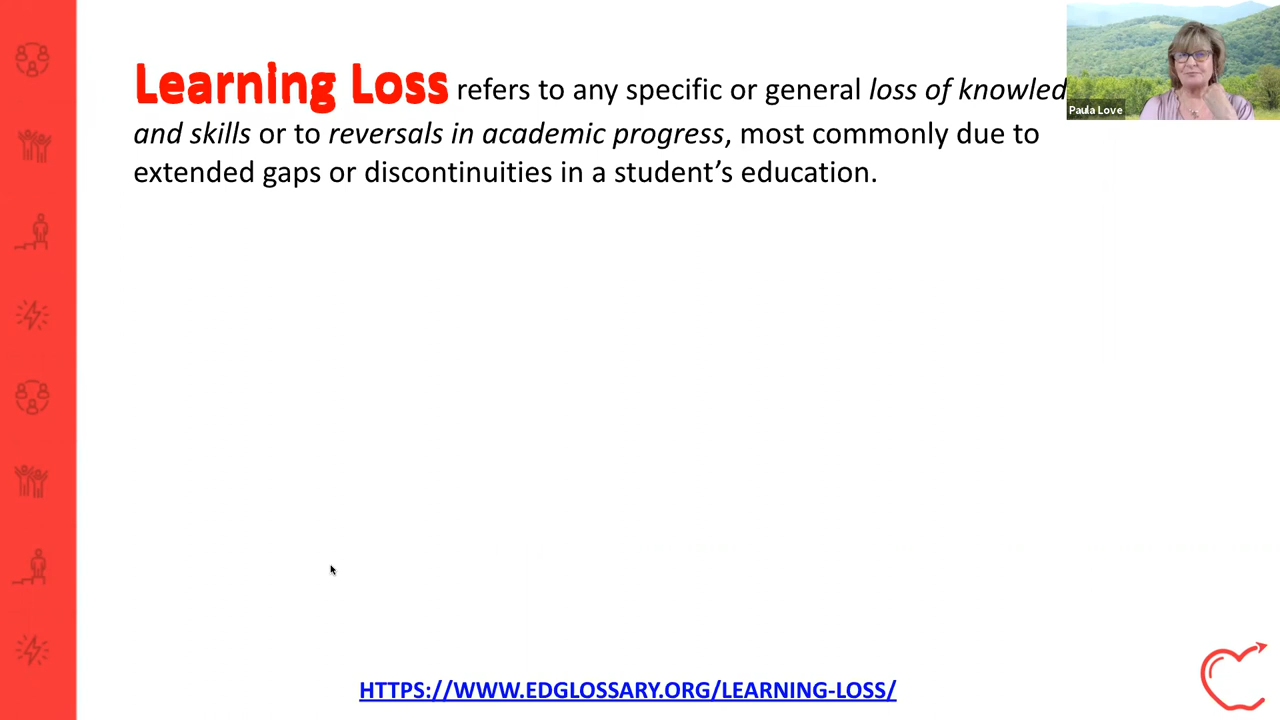 Learning Loss refers to any specific or general loss of knowled
and skills or to reversals in academic progress, most commonly due to
extended gaps or discontinuities in a student’s education.
Paula Love
HTTPS://WWW.EDGLOSSARY.ORG/LEARNING-LOSS/